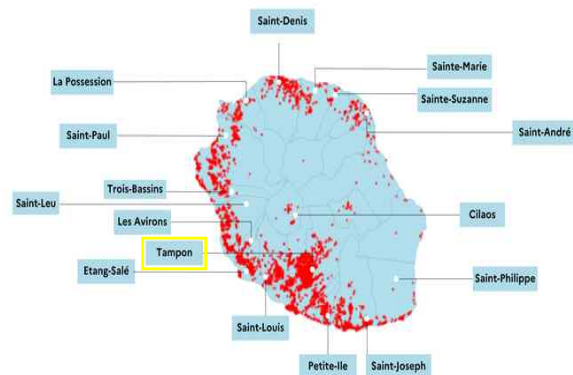 Saint-Denis
Sainte-Marie
La Possession
Sainte-Suzanne
Saint-Paul
Saint-André
Trois-Bassins
Saint-Leu
Les Avirons
Cilaos
Tampon
Etang-Salé
Saint-Philippe
Saint-Louis
Petite-Ile
Saint-Joseph